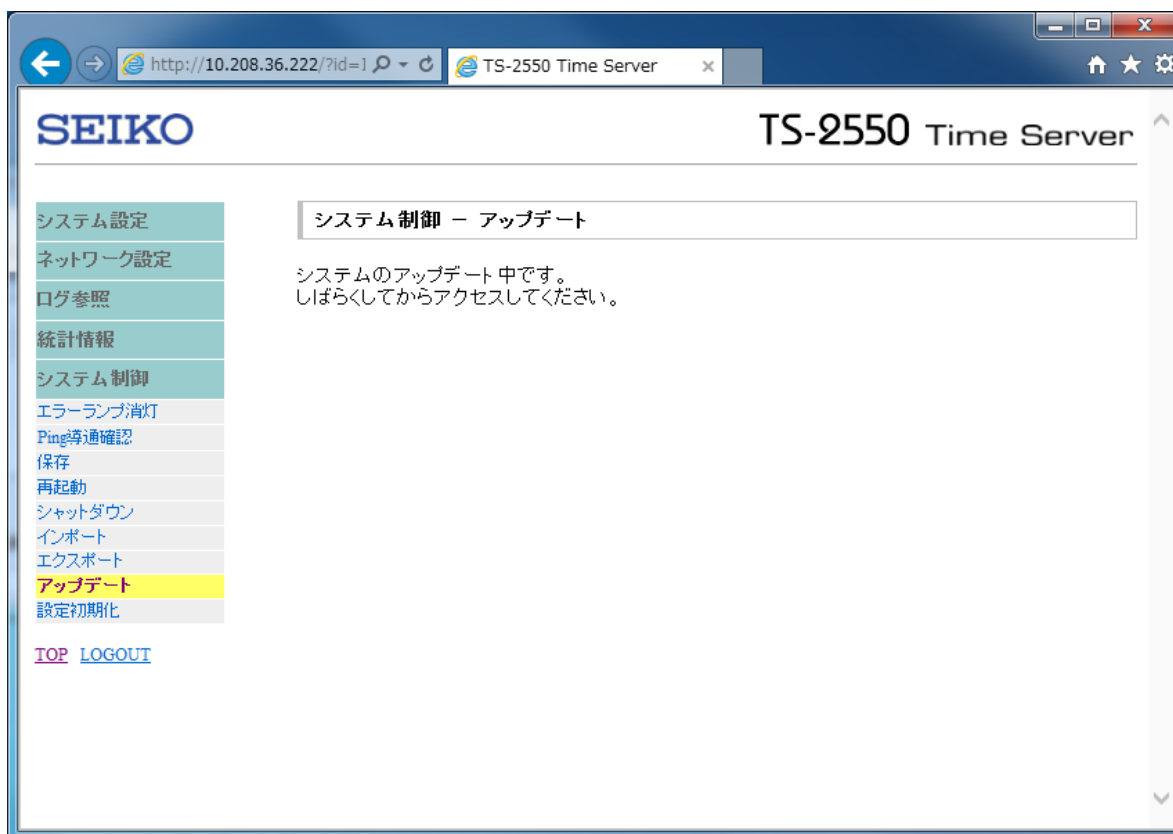 http://10.208.36.222/?id=1
TS-2550 Time Server
SEIKO
TS-2550 Time Server
システム設定
ネットワーク設定
ログ参照
統計情報
システム制御
エラーランプ消灯
Ping導通確認
保存
再起動
シャットダウン
インポート
エクスポート
アップデート
設定初期化
TOP LOGOUT
システム制御 － アップデート
システムのアップデート中です。
しばらくしてからアクセスしてください。